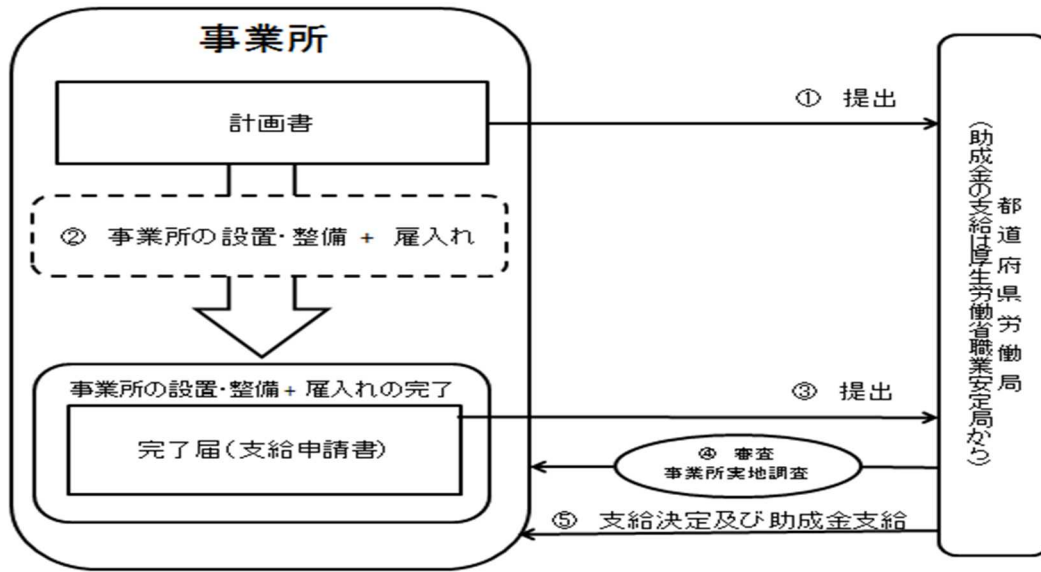 事業所
計画書
① 提出
② 事業所の設置・整備 + 雇入れ
事業所の設置・整備+雇入れの完了
完了届(支給申請書)
③ 提出
④ 審査
事業所実地調査
⑤ 支給決定及び助成金支給
都道府県労働局
(助成金の支給は厚生労働省職業安定局から)